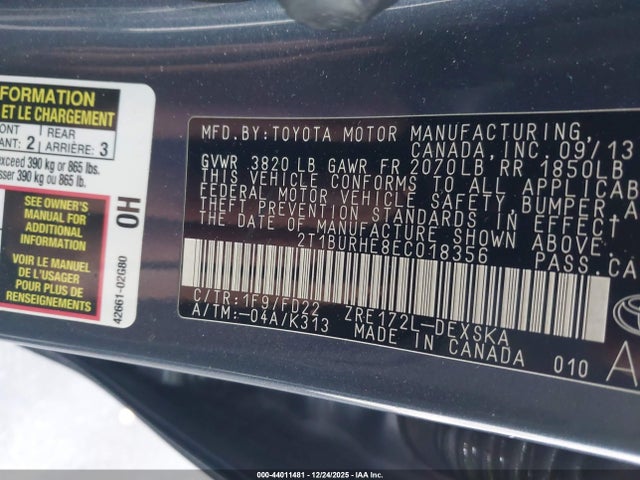 FORMATION
ET LE CHARGEMENT
ONT 2 REAR
ANT: 2 ARRIÈRE: 3
exceed 390 kg or 865 lbs.
sser 390 kg ou 865 lb.
SEE OWNER'S
MANUAL FOR
ADDITIONAL
INFORMATION
VOIR LE MANUEL
DE L'USAGER
POUR PLUS DE
RENSEIGNEMENTS
0H
42661-02G80
MFD.BY:TOYOTA MOTOR MANUFACTURING,
CANADA, INC. 09/13
GVWR 3820 LB GAWR FR 2070LB RR 1850LB
THIS VEHICLE CONFORMS TO ALL APPLICAB
FEDERAL MOTOR VEHICLE SAFETY, BUMPER, A
THEFT PREVENTION STANDARDS IN EFFECT
THE DATE OF MANUFACTURE SHOWN ABOVE.
2T1BURHE8EC018356 PASS.CA
C/TR:1F9/FD22 ZRE172L-DEXSKA
A/TM:-04A/K313 MADE IN CANADA 010
A
000-44011481 - 12/24/2025 - IAA Inc.